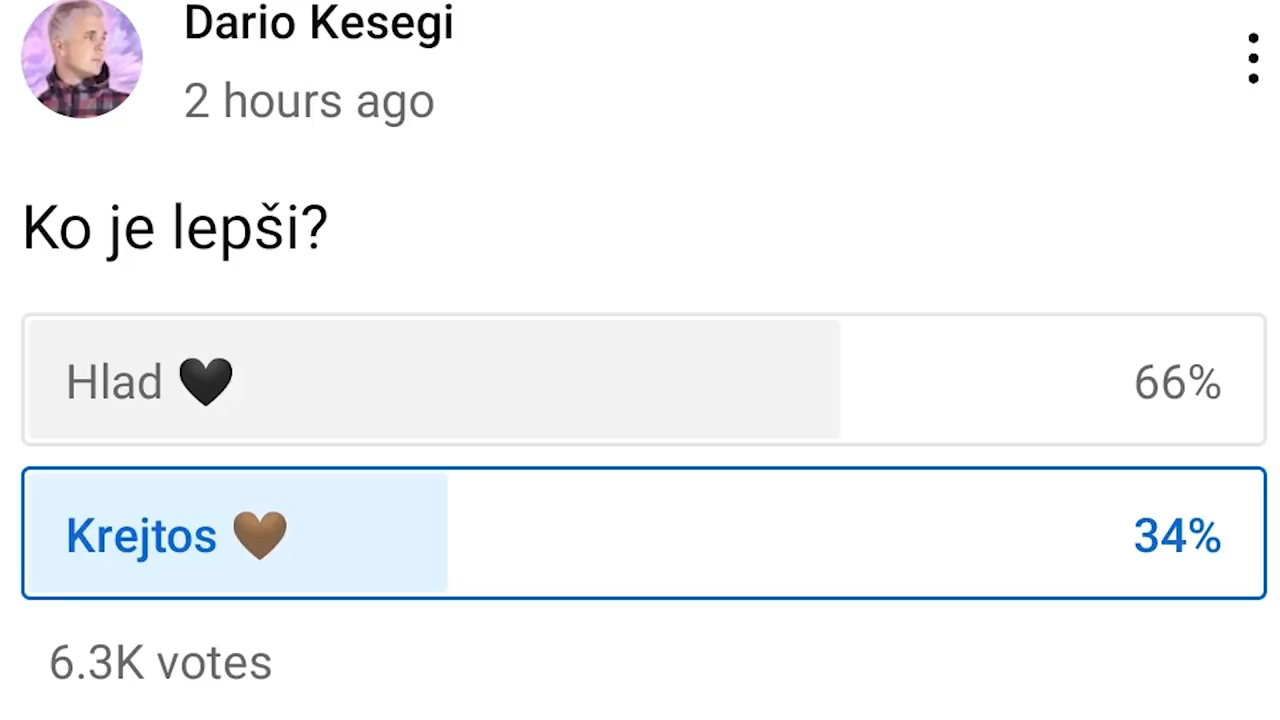 Dario Kesegi
2 hours ago
Ko je lepši?
Hlad 🖤 66%
Krejtos 🤎 34%
6.3K votes